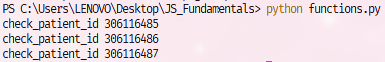 PS C:\Users\LENOVO\Desktop\JS_Fundamentals> python functions.py
check_patient_id 306116485
check_patient_id 306116486
check_patient_id 306116487